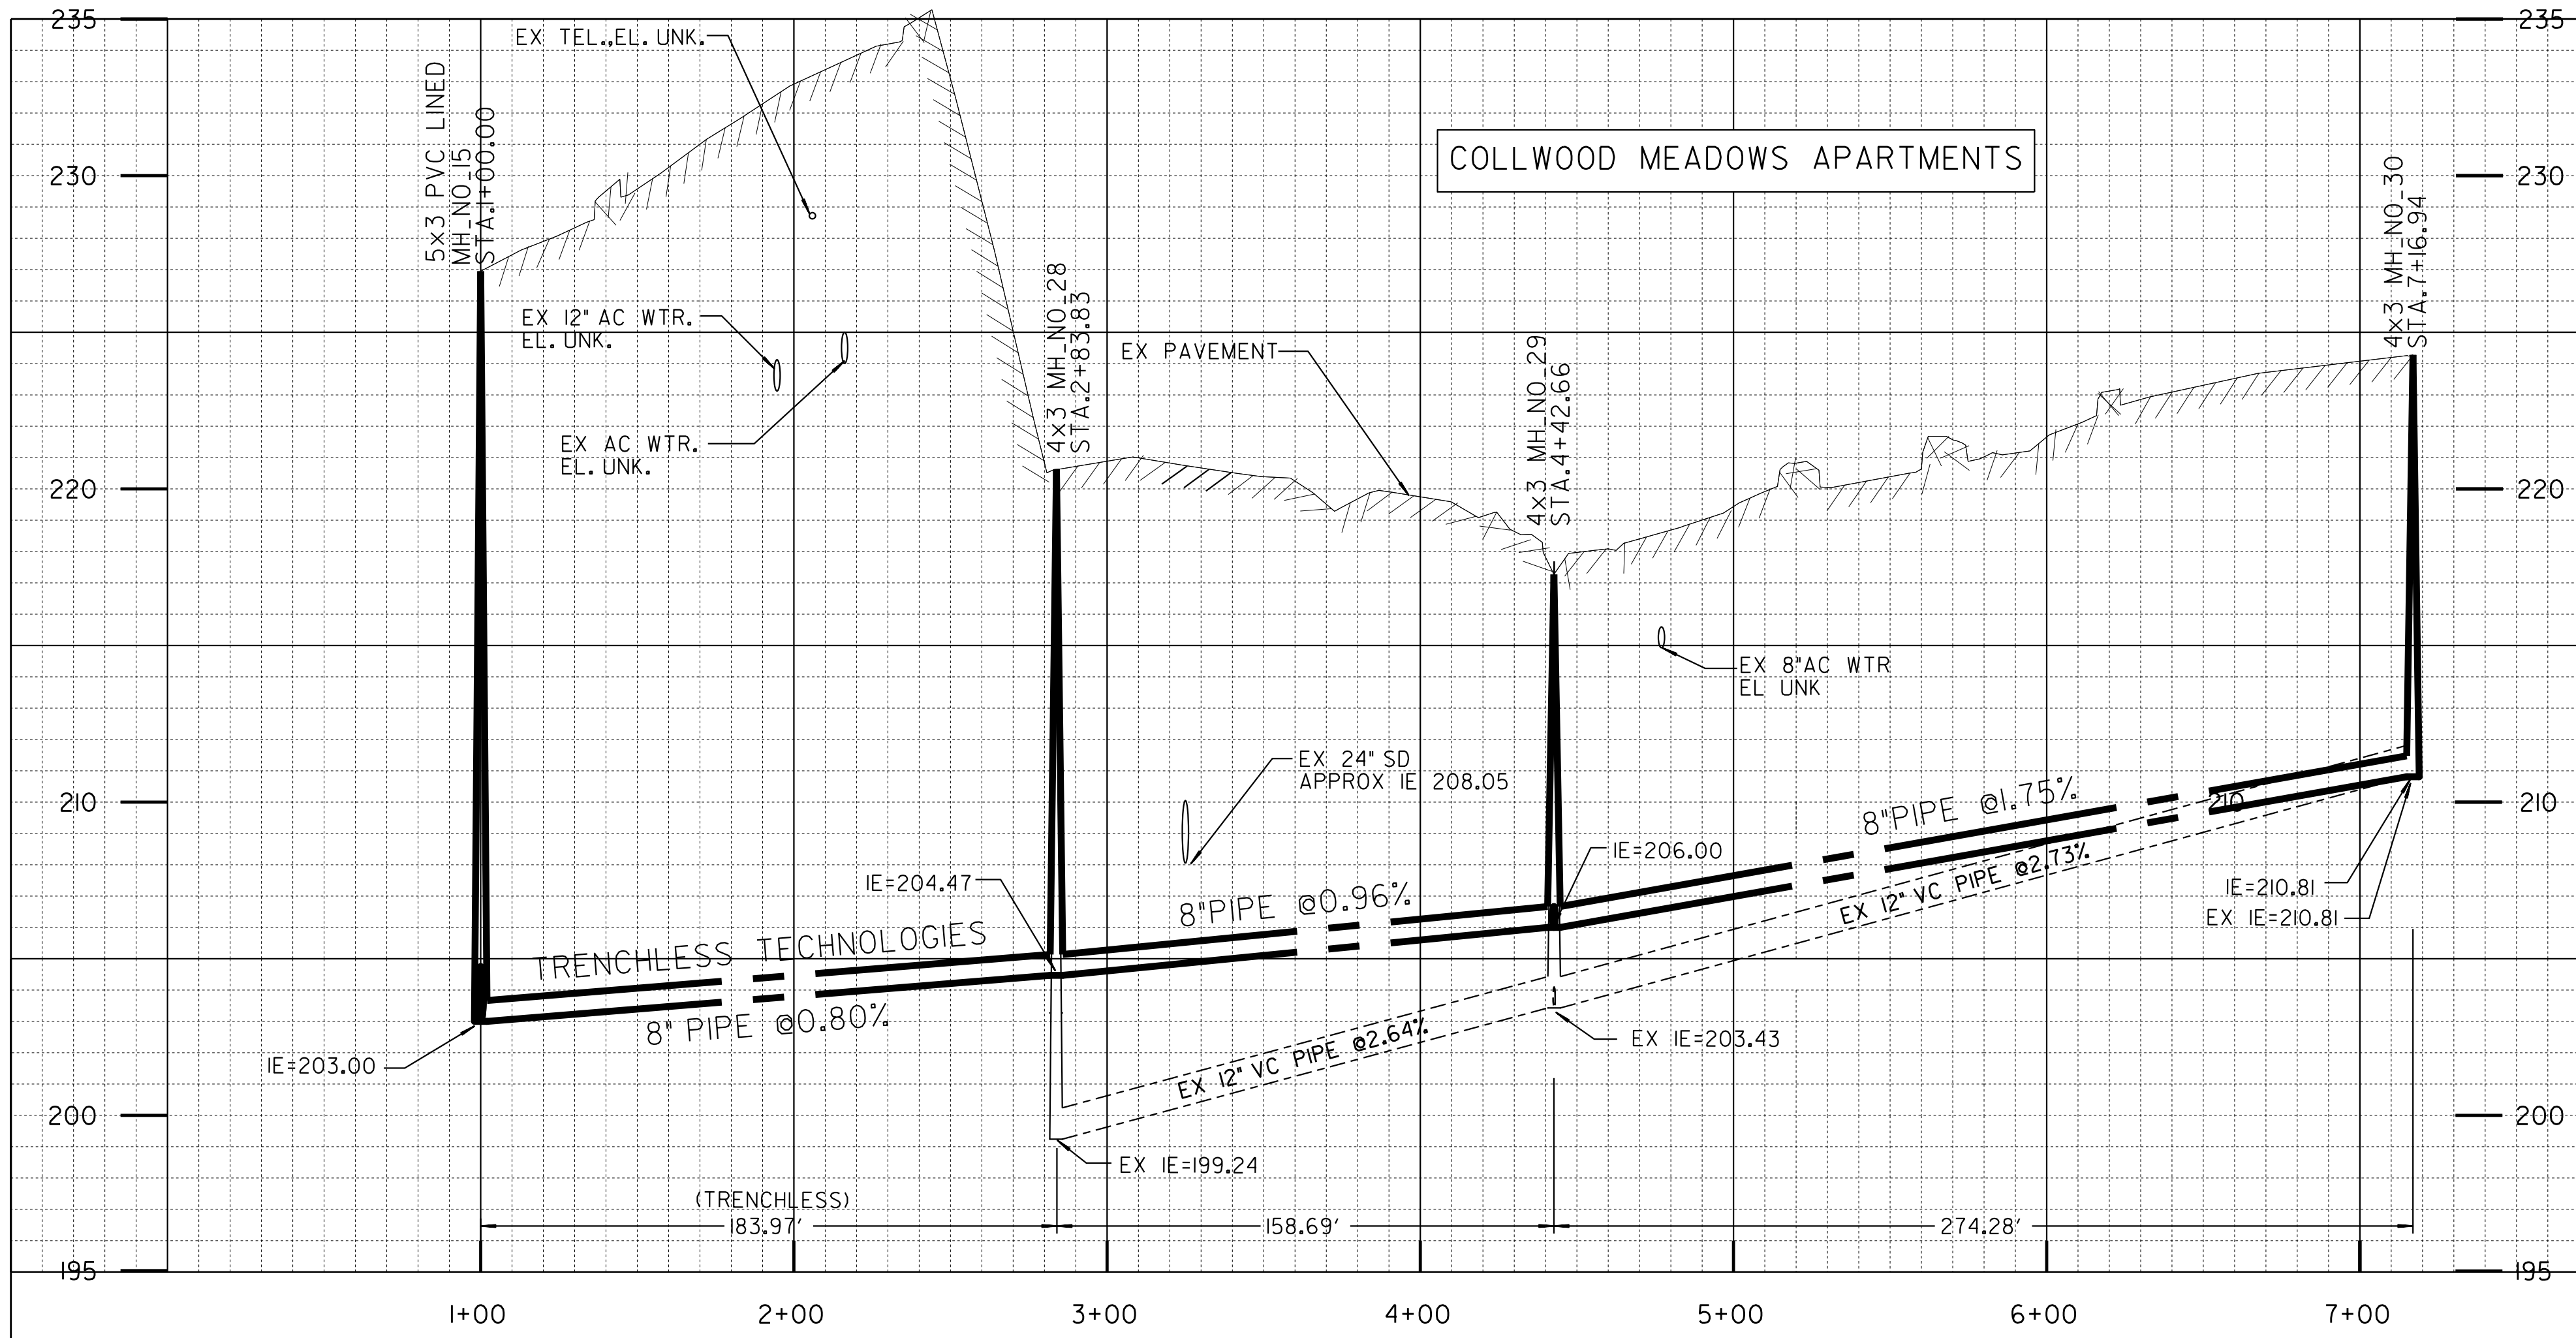 235
235
EX TEL.,EL. UNK.
5x3 PVC LINED
MH_NO_15
STA.1+00.00
COLLWOOD MEADOWS APARTMENTS
230
230
4x3 MH_NO_30
STA.7+16.94
EX 12" AC WTR.
EL. UNK.
4x3 MH_NO_28
STA.2+83.83
EX PAVEMENT
4x3 MH_NO_29
STA.4+42.66
EX AC WTR.
EL. UNK.
220
220
EX 8"AC WTR
EL UNK
EX 24" SD
APPROX IE 208.05
210
210
210
8"PIPE @1.75%
IE=206.00
EX 12" VC PIPE @2.73%
IE=204.47
8"PIPE @0.96%
IE=210.81
EX IE=210.81
TRENCHLESS TECHNOLOGIES
8" PIPE @0.80%
EX 12" VC PIPE @2.64%
EX IE=203.43
IE=203.00
200
200
EX IE=199.24
(TRENCHLESS)
183.97'
158.69'
274.28'
195
195
1+00
2+00
3+00
4+00
5+00
6+00
7+00